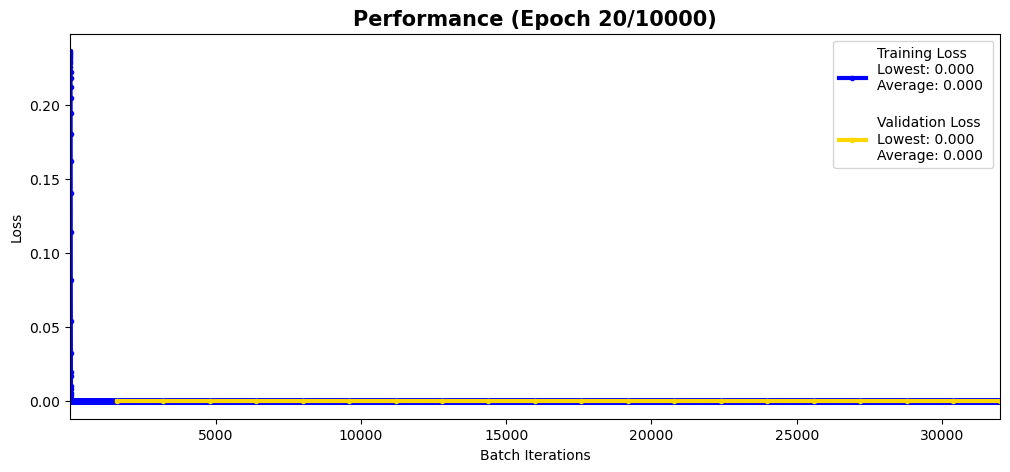 Performance (Epoch 20/10000)
Training Loss
Lowest: 0.000
Average: 0.000
Validation Loss
Lowest: 0.000
Average: 0.000
Loss
0.20
0.15
0.10
0.05
0.00
5000
10000
15000
20000
25000
30000
Batch Iterations